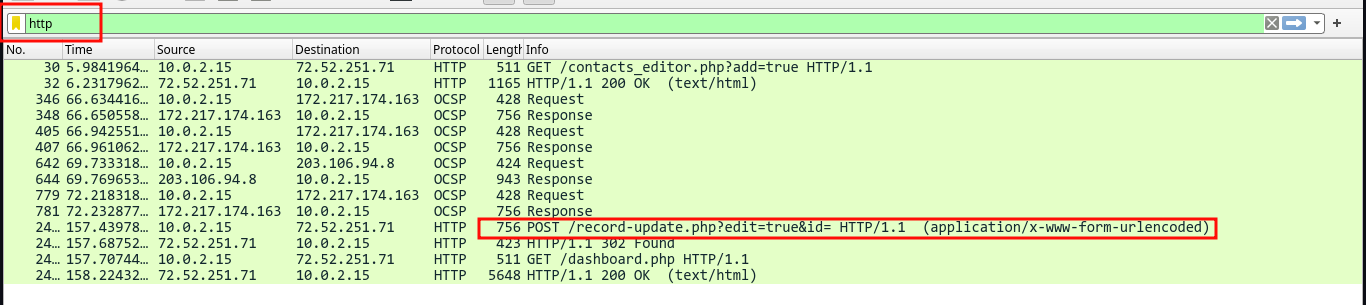 http
No. Time Source Destination Protocol Length Info
30 5.9841964… 10.0.2.15 72.52.251.71 HTTP 511 GET /contacts_editor.php?add=true HTTP/1.1
32 6.2317962… 72.52.251.71 10.0.2.15 HTTP 1165 HTTP/1.1 200 OK (text/html)
346 66.634416… 10.0.2.15 172.217.174.163 OCSP 428 Request
348 66.650558… 172.217.174.163 10.0.2.15 OCSP 756 Response
405 66.942551… 10.0.2.15 172.217.174.163 OCSP 428 Request
407 66.961062… 172.217.174.163 10.0.2.15 OCSP 756 Response
642 69.733318… 10.0.2.15 203.106.94.8 OCSP 424 Request
644 69.769653… 203.106.94.8 10.0.2.15 OCSP 943 Response
779 72.218318… 10.0.2.15 172.217.174.163 OCSP 428 Request
781 72.232877… 172.217.174.163 10.0.2.15 OCSP 756 Response
24… 157.43978… 10.0.2.15 72.52.251.71 HTTP 756 POST /record-update.php?edit=true&id= HTTP/1.1 (application/x-www-form-urlencoded)
24… 157.68752… 72.52.251.71 10.0.2.15 HTTP 423 HTTP/1.1 302 Found
24… 157.70744… 10.0.2.15 72.52.251.71 HTTP 511 GET /dashboard.php HTTP/1.1
24… 158.22432… 72.52.251.71 10.0.2.15 HTTP 5648 HTTP/1.1 200 OK (text/html)